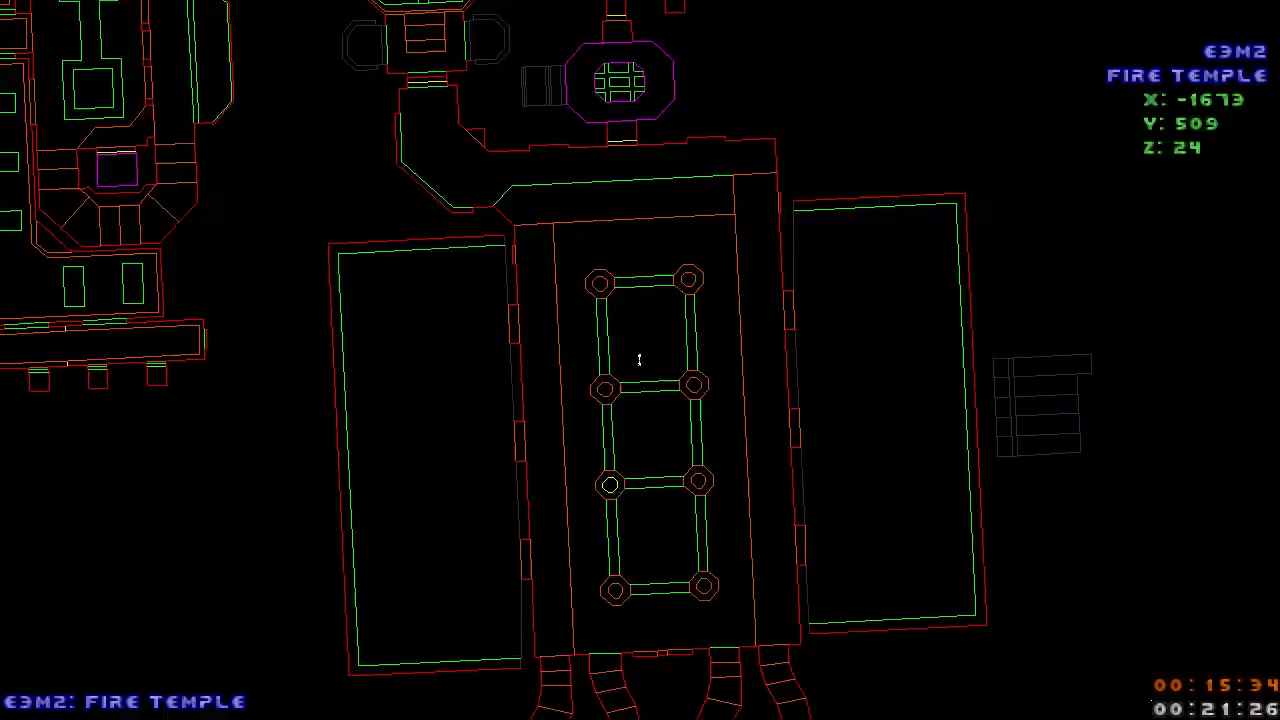 E3M2
FIRE TEMPLE
X: -1673
Y: 509
Z: 24
E3M2: FIRE TEMPLE
00:15:34
00:21:26